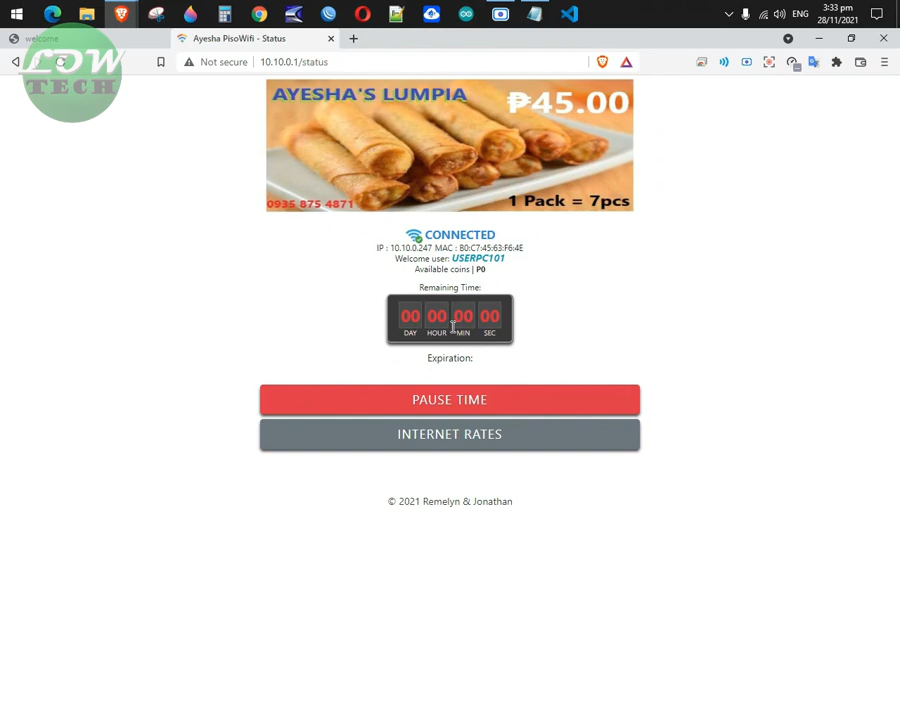 3:33 pm
ENG
28/11/2021
welcome
Ayesha PisoWifi - Status
Not secure
10.10.0.1/status
LOW
TECH
AYESHA'S LUMPIA
₱45.00
0935 875 4871
1 Pack = 7pcs
CONNECTED
IP : 10.10.0.247 MAC : B0:C7:45:63:F6:4E
Welcome user: USERPC101
Available coins | P0
Remaining Time:
00 00 00 00
DAY HOUR MIN SEC
Expiration:
PAUSE TIME
INTERNET RATES
© 2021 Remelyn & Jonathan